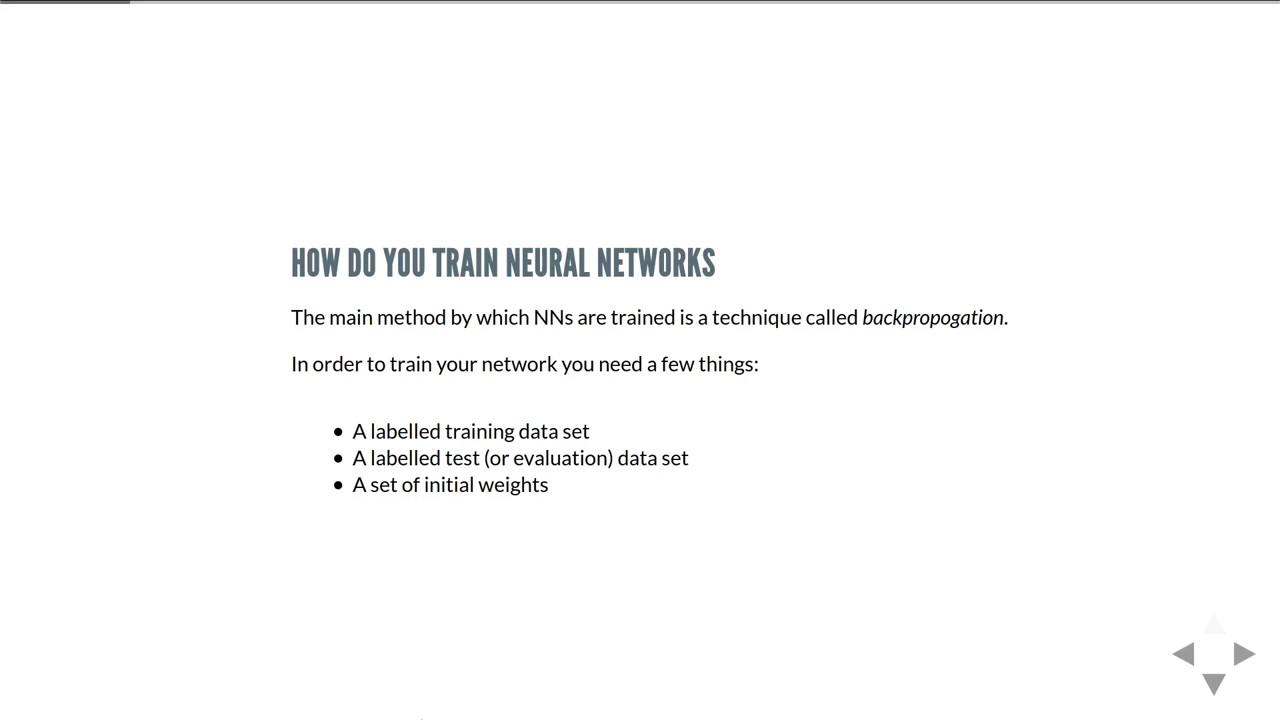 HOW DO YOU TRAIN NEURAL NETWORKS
The main method by which NNs are trained is a technique called backpropogation.
In order to train your network you need a few things:
• A labelled training data set
• A labelled test (or evaluation) data set
• A set of initial weights